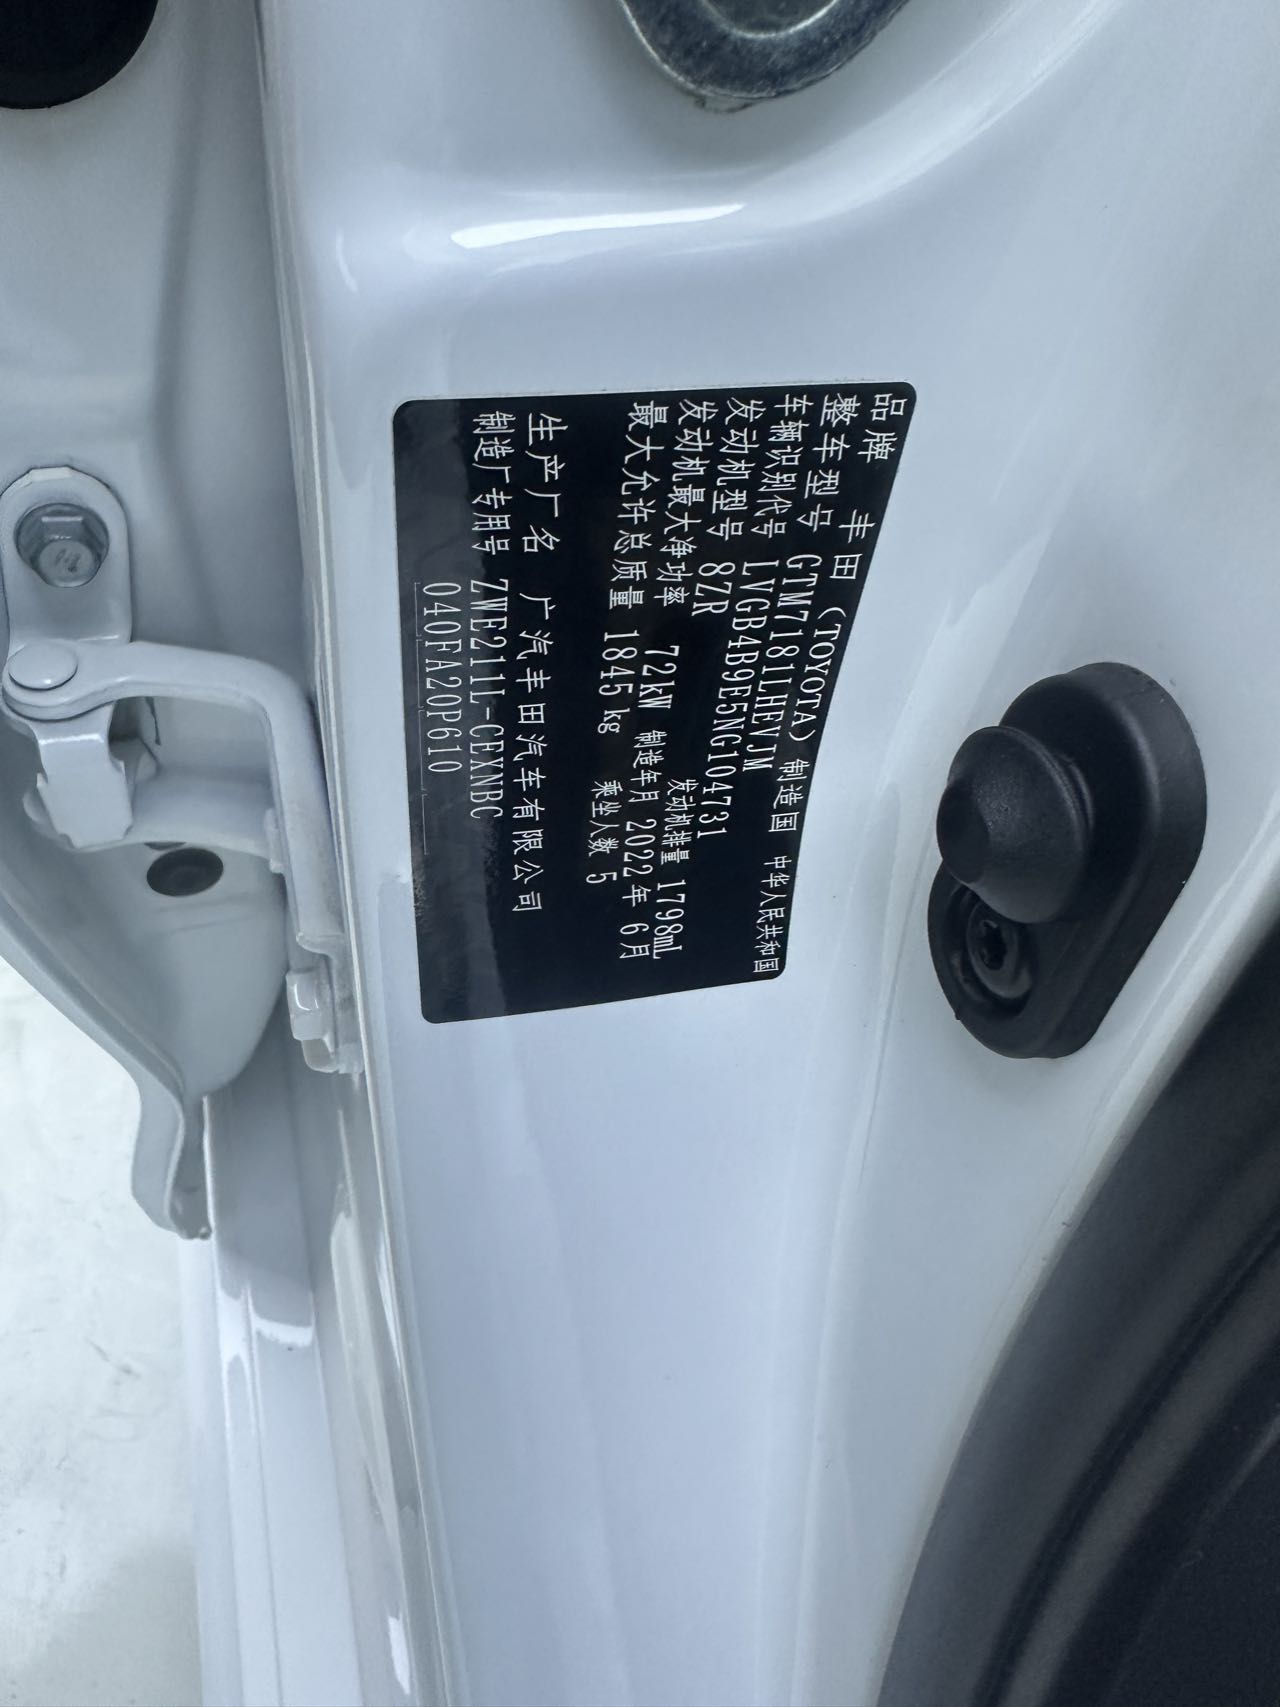 品牌 丰田 (TOYOTA) 制造国 中华人民共和国
整车型号 GTM7181LHEVJM
车辆识别代号 LVGB4B9E5NG104731
发动机型号 8ZR 发动机排量 1798mL
发动机最大净功率 72kW 制造年月 2022年 6月
最大允许总质量 1845kg 乘坐人数 5
生产厂名 广汽丰田汽车有限公司
制造厂专用号 ZWE211L-CEXNBC
040FA20P610